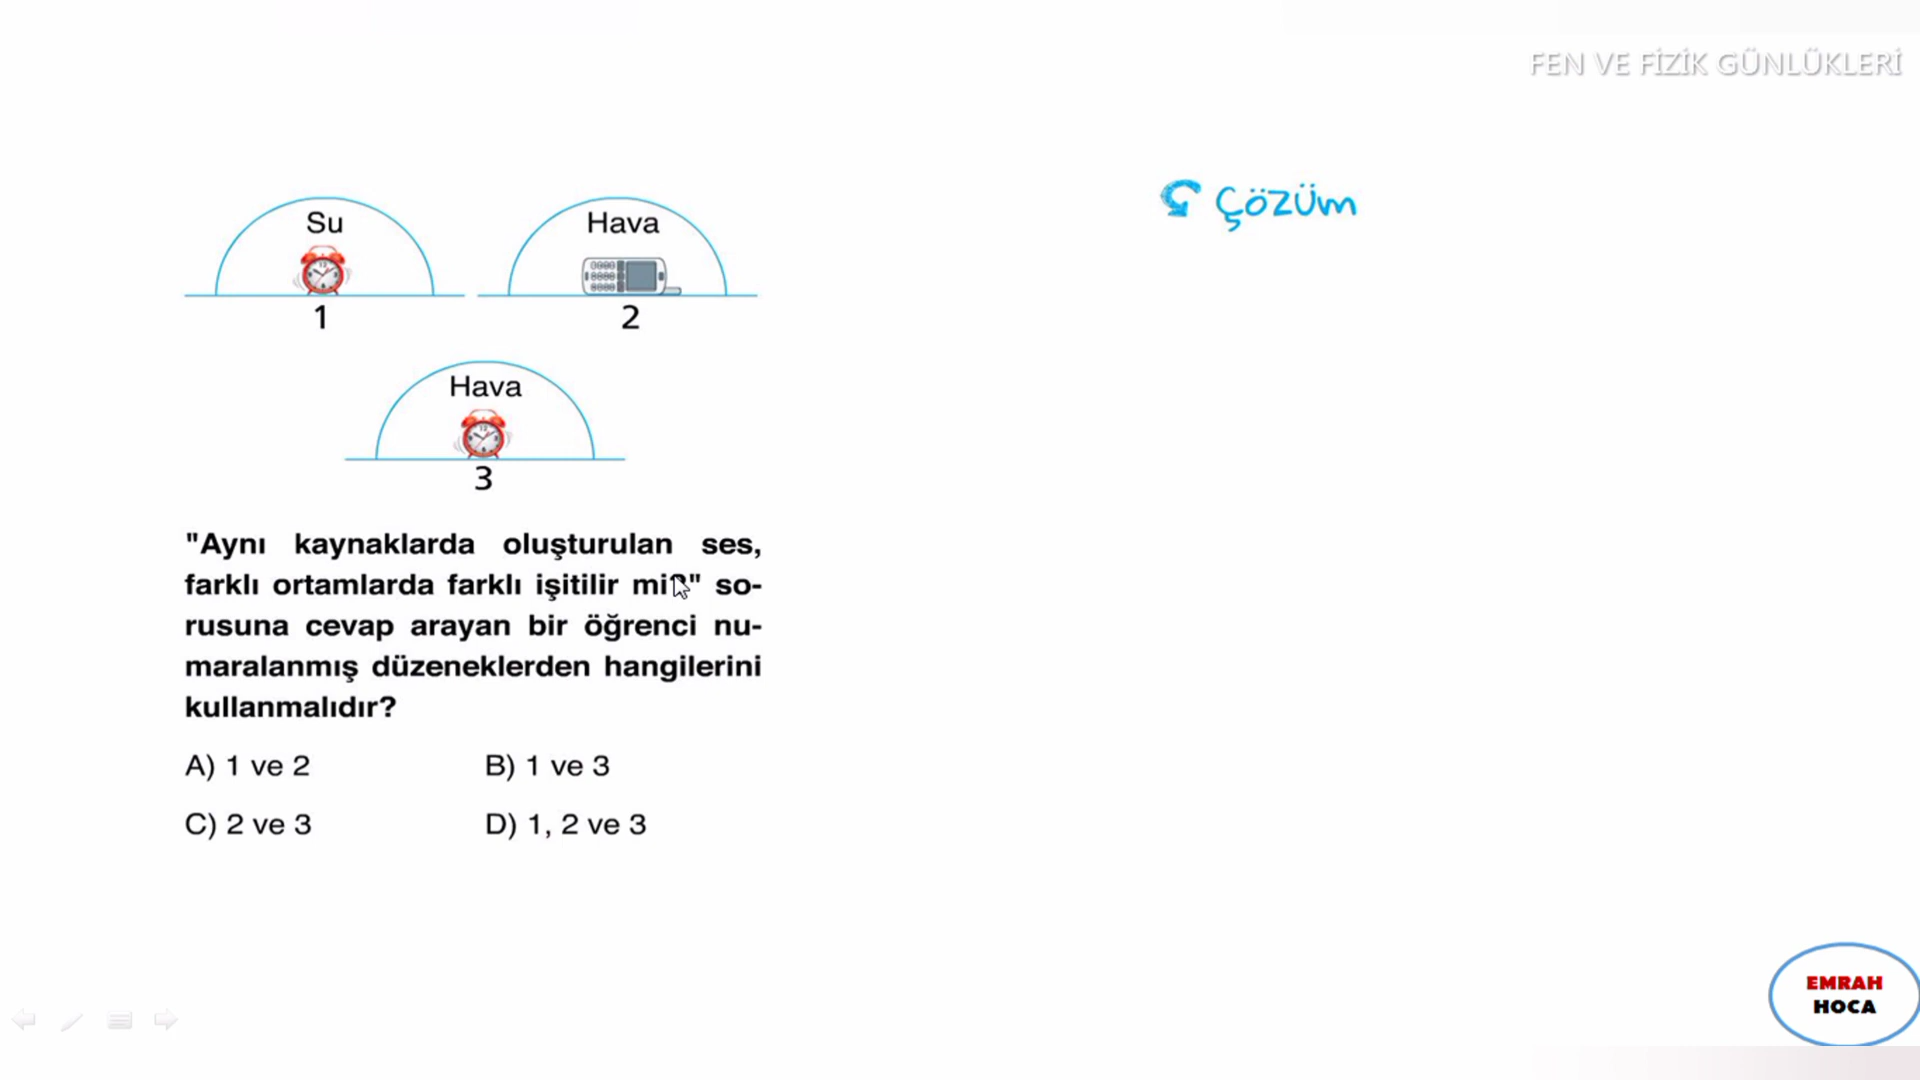 FEN VE FİZİK GÜNLÜKLERİ
Çözüm
Su
Hava
1
2
Hava
3
"Aynı kaynaklarda oluşturulan ses,
farklı ortamlarda farklı işitilir mi?" so-
rusuna cevap arayan bir öğrenci nu-
maralanmış düzeneklerden hangilerini
kullanmalıdır?
A) 1 ve 2
B) 1 ve 3
C) 2 ve 3
D) 1, 2 ve 3
EMRAH
HOCA